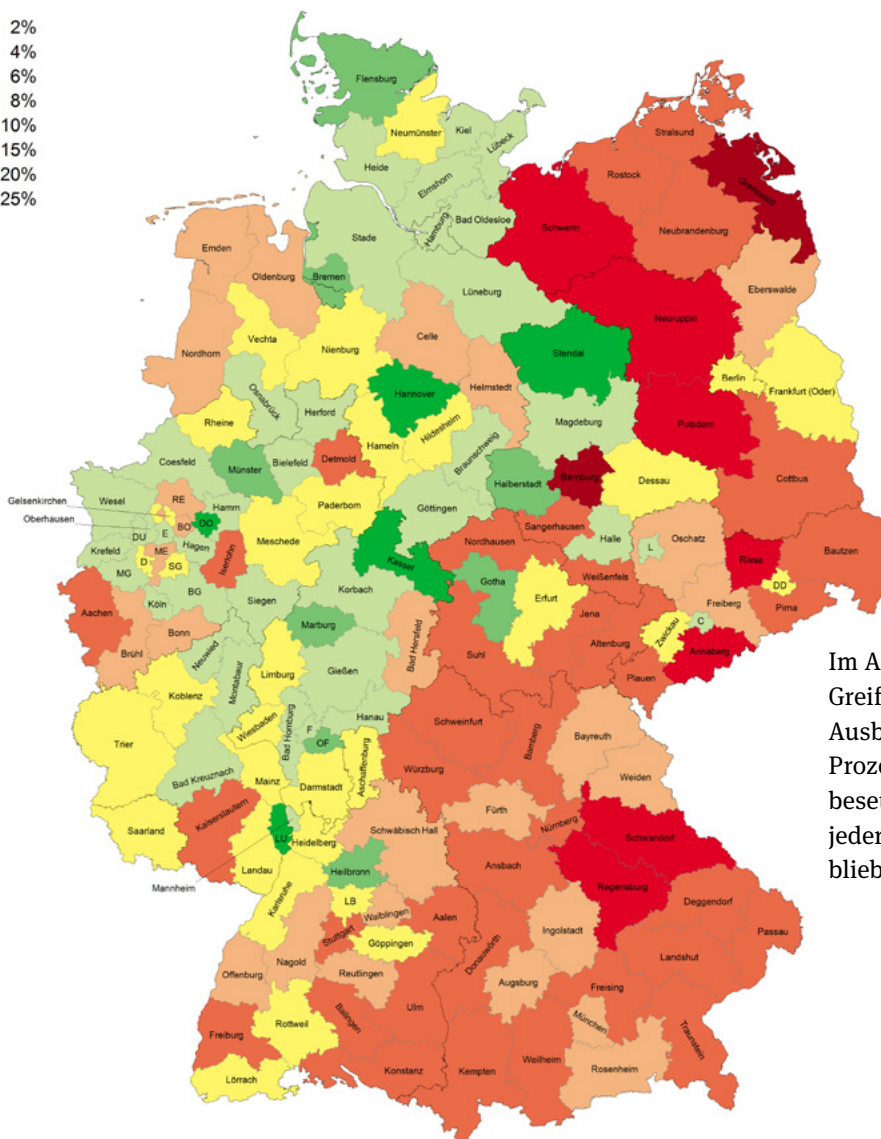 2%
4%
6%
8%
10%
15%
20%
25%
Flensburg
Neumünster
Kiel
Lübeck
Heide
Elmshorn
Hamburg
Bad Oldesloe
Stade
Stralsund
Rostock
Greifswald
Schwerin
Neubrandenburg
Emden
Oldenburg
Bremen
Lüneburg
Eberswalde
Neuruppin
Nordhorn
Vechta
Nienburg
Celle
Stendal
Berlin
Frankfurt (Oder)
Osnabrück
Hannover
Helmstedt
Rheine
Herford
Hameln
Hildesheim
Braunschweig
Magdeburg
Potsdam
Coesfeld
Münster
Bielefeld
Detmold
Halberstadt
Bernburg
Dessau
Cottbus
Gelsenkirchen
Wesel
RE
Hamm
Paderborn
Göttingen
Oberhausen
BO
DO
Sangerhausen
DU
E
Meschede
Nordhausen
Halle
Oschatz
Krefeld
ME
Hagen
Iserlohn
Kassel
L
Riesa
Bautzen
MG
D
SG
Gotha
Weißenfels
DD
Aachen
Köln
BG
Siegen
Korbach
Erfurt
Jena
Freiberg
Pirna
Bonn
Marburg
Bad Hersfeld
Suhl
Altenburg
Zwickau
C
Brühl
Neuwied
Annaberg
Koblenz
Montabaur
Limburg
Gießen
Plauen
Trier
Wiesbaden
Bad Homburg
F
OF
Hanau
Schweinfurt
Bamberg
Bayreuth
Bad Kreuznach
Mainz
Darmstadt
Aschaffenburg
Würzburg
Weiden
Saarland
Kaiserslautern
LU
Heidelberg
Schwäbisch Hall
Fürth
Nürnberg
Schwandorf
Mannheim
Landau
Karlsruhe
Heilbronn
Ansbach
Regensburg
LB
Waiblingen
Deggendorf
Stuttgart
Aalen
Göppingen
Donauwörth
Ingolstadt
Passau
Offenburg
Nagold
Reutlingen
Landshut
Augsburg
Freising
Freiburg
Rottweil
Balingen
Ulm
München
Traunstein
Lörrach
Konstanz
Kempten
Weilheim
Rosenheim
Im A
Greif
Ausb
Proze
beset
jeder
blieb